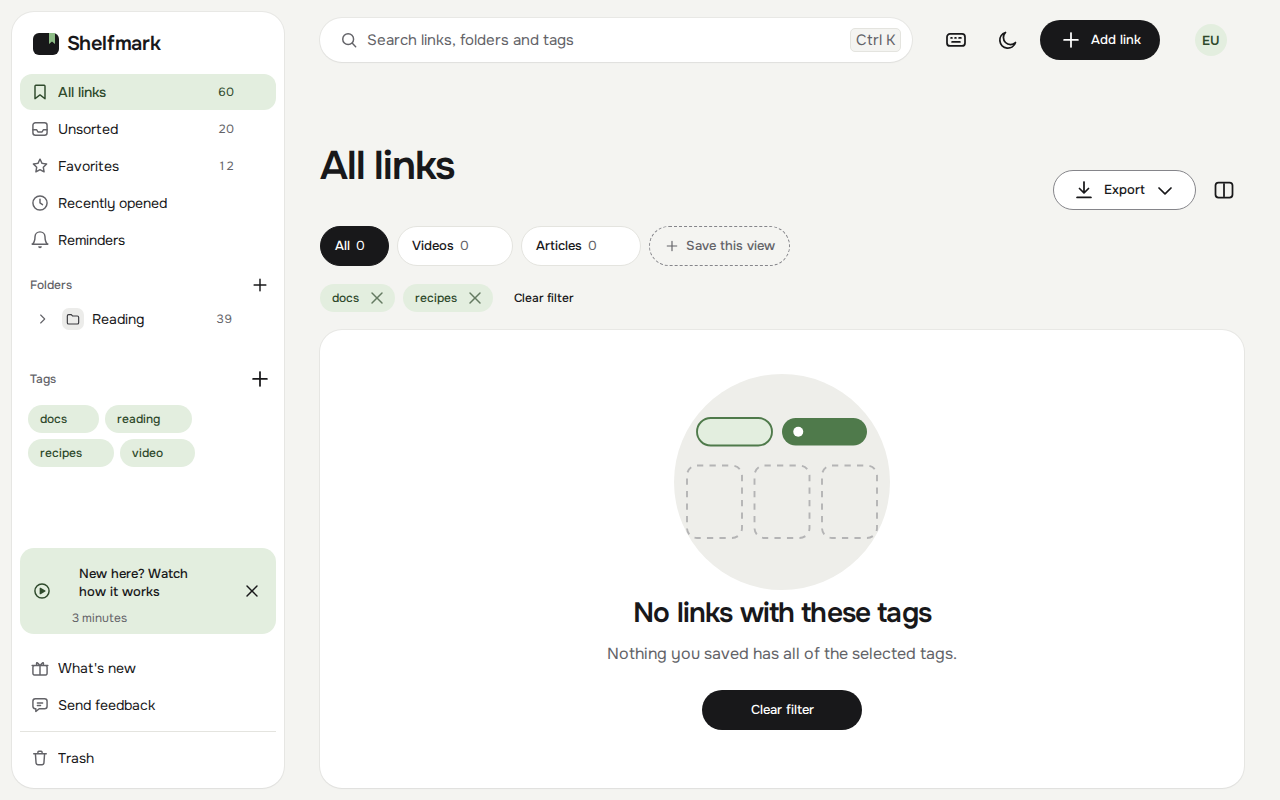 Shelfmark
All links 60
Unsorted 20
Favorites 12
Recently opened
Reminders
Folders
Reading 39
Tags
docs reading
recipes video
New here? Watch
how it works
3 minutes
What's new
Send feedback
Trash
Search links, folders and tags Ctrl K
Add link
EU
All links
Export
All 0 Videos 0 Articles 0 Save this view
docs recipes Clear filter
No links with these tags
Nothing you saved has all of the selected tags.
Clear filter